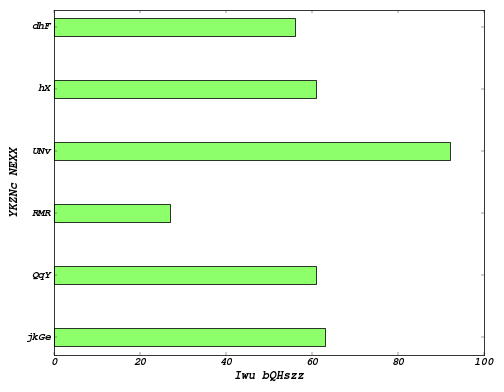 dhF
hX
UNv
RMR
QqY
jkGe
YKZNc NEXX
0 20 40 60 80 100
Iwu bQHszz